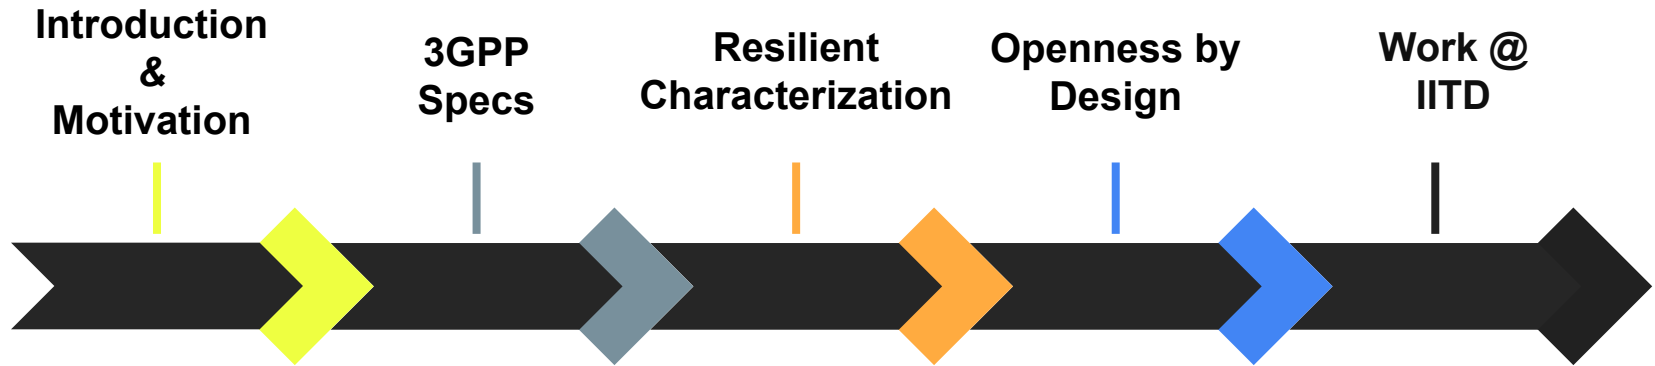 Introduction
&
Motivation
3GPP
Specs
Resilient
Characterization
Openness by
Design
Work @
IITD